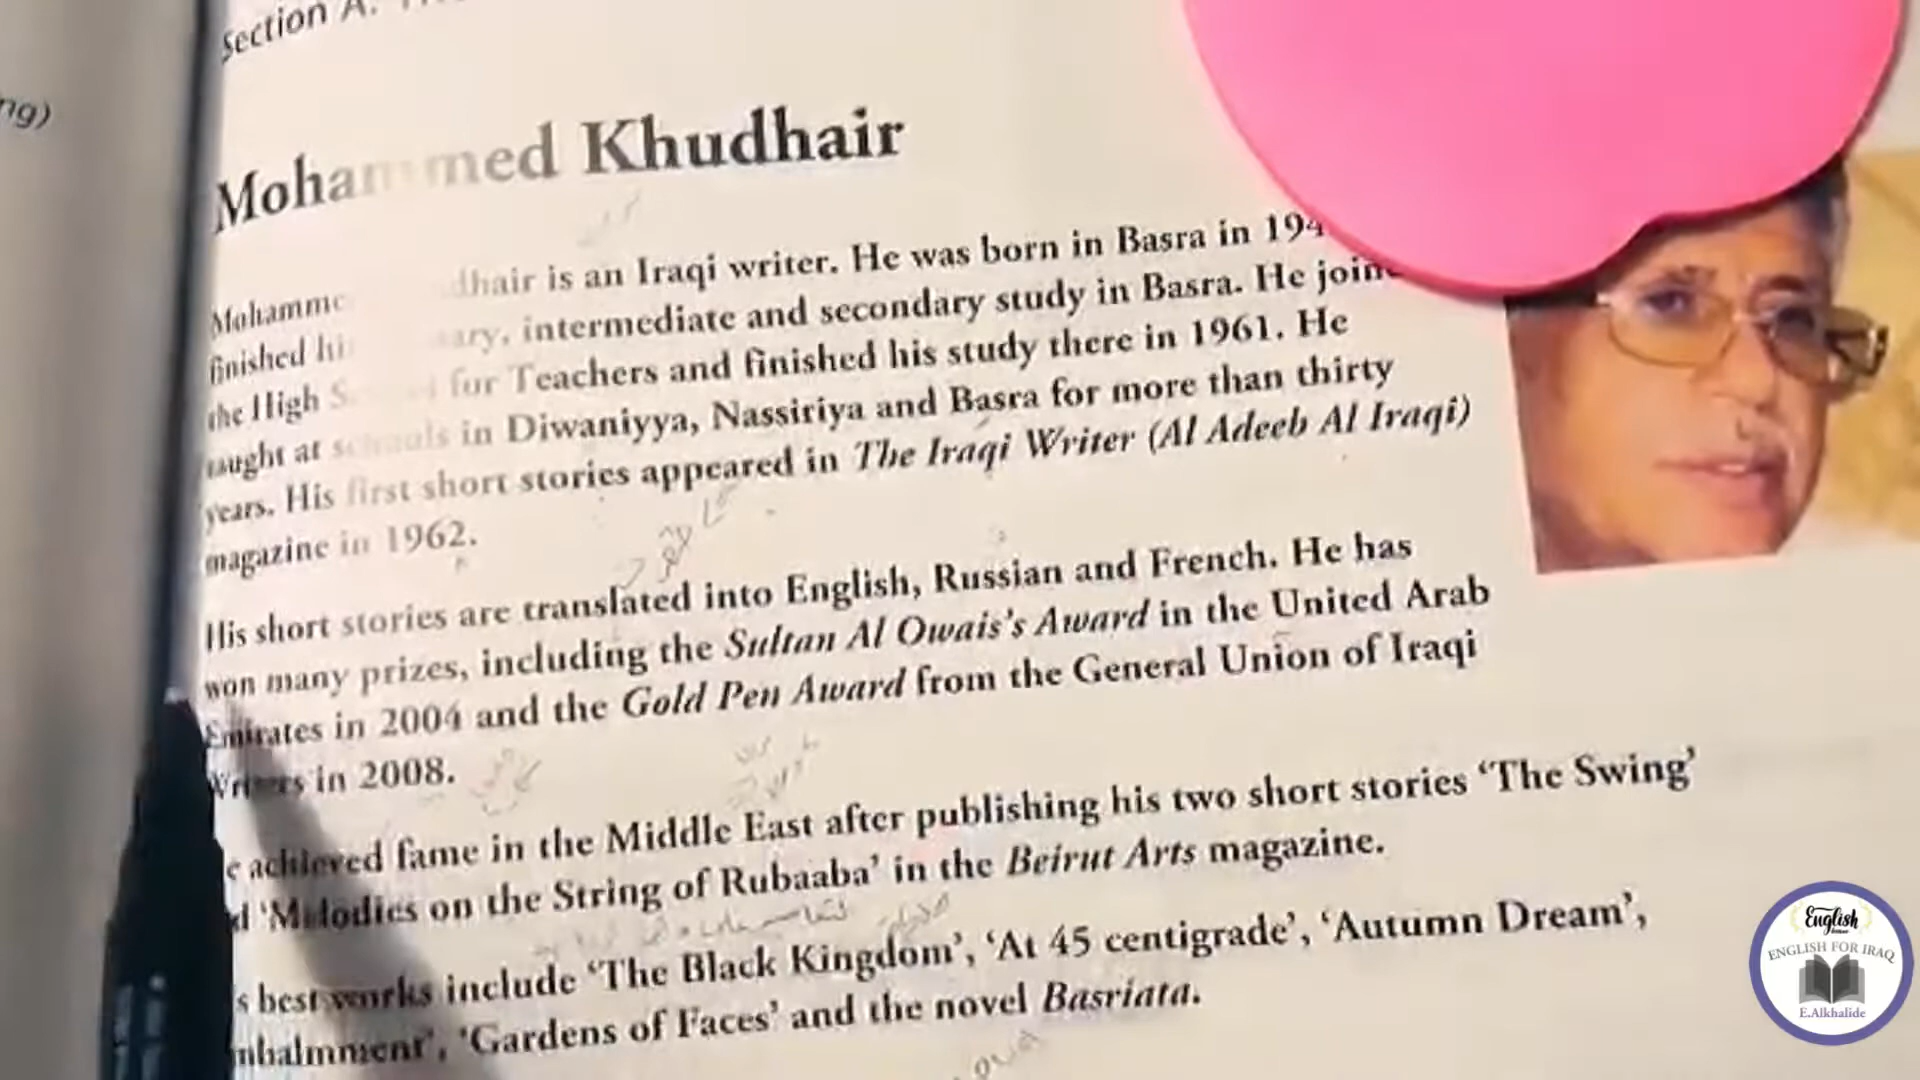 ng)
Section A:
Mohammed Khudhair
dhair is an Iraqi writer. He was born in Basra in 194
finished intermediate and secondary study in Basra. He join
the High for Teachers and finished his study there in 1961. He
taught at schools in Diwaniyya, Nassiriya and Basra for more than thirty
years. His first short stories appeared in The Iraqi Writer (Al Adeeb Al Iraqi)
magazine in 1962.
His short stories are translated into English, Russian and French. He has
won many prizes, including the Sultan Al Owais's Award in the United Arab
Emirates in 2004 and the Gold Pen Award from the General Union of Iraqi
Writers in 2008.
e achieved fame in the Middle East after publishing his two short stories ‘The Swing’
d ‘Melodies on the String of Rubaaba’ in the Beirut Arts magazine.
s best works include ‘The Black Kingdom’, ‘At 45 centigrade’, ‘Autumn Dream’,
mbalmment’, ‘Gardens of Faces’ and the novel Basriata.
English
ENGLISH FOR IRAQ
E.Alkhalide